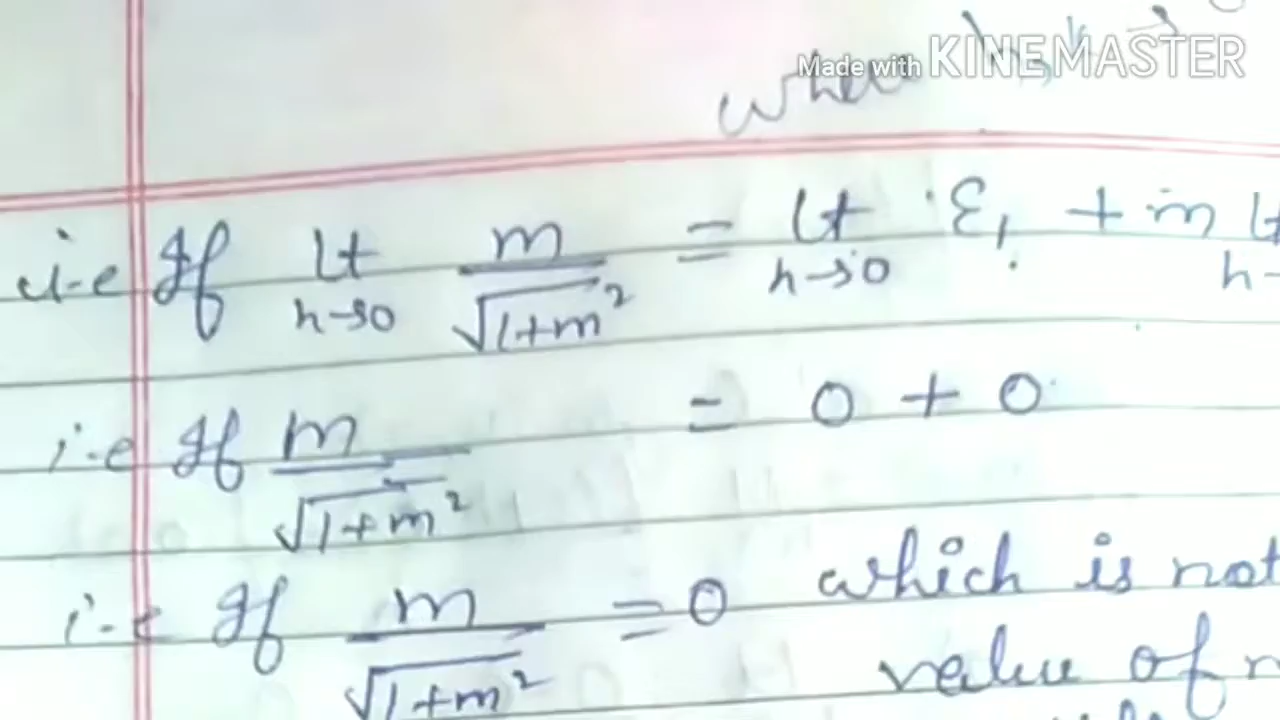 when h, k →
Made with KINEMASTER
i.e If lt h→0 m/√1+m² = lt h→0 ε₁ + m lt h-
i.e If m/√1+m² = 0 + 0
i.e If m/√1+m² = 0 which is not
value of